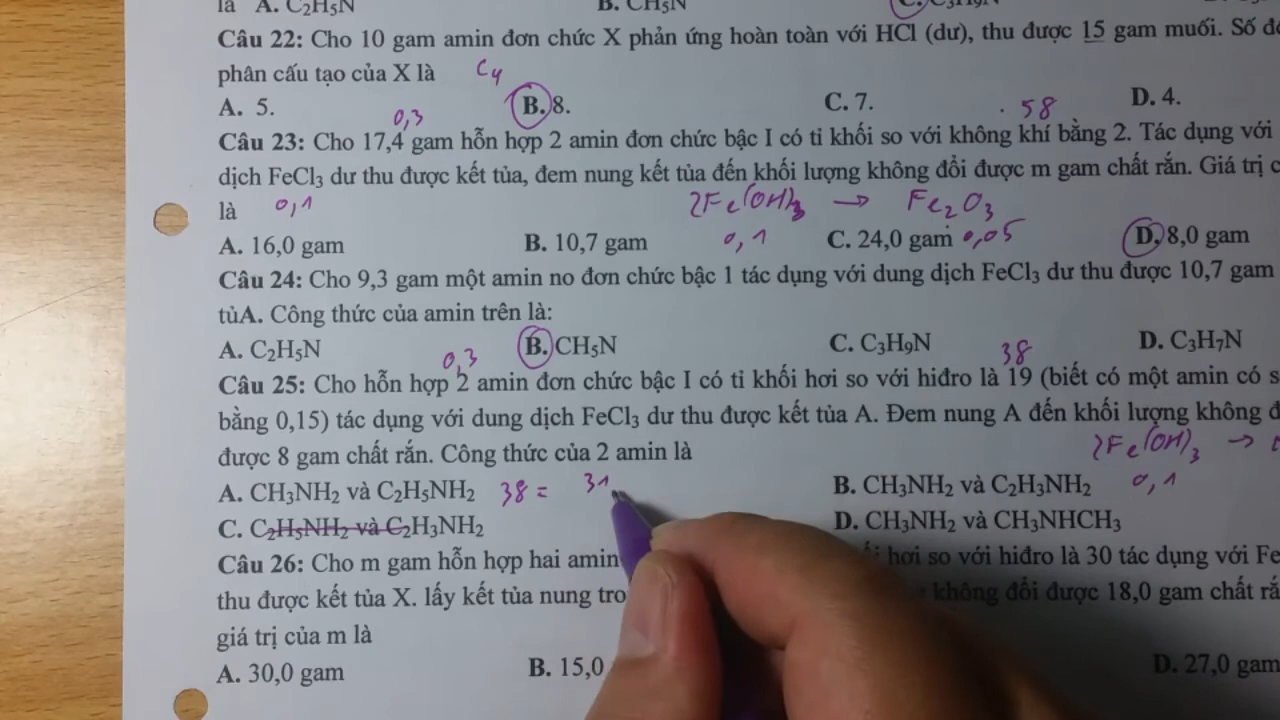 là A. C₂H₅N B. CH₅N C. C₃H₉N
Câu 22: Cho 10 gam amin đơn chức X phản ứng hoàn toàn với HCl (dư), thu được 15 gam muối. Số
phân cấu tạo của X là C₄
A. 5. B. 8. C. 7. D. 4.
0,3 58
Câu 23: Cho 17,4 gam hỗn hợp 2 amin đơn chức bậc I có tỉ khối so với không khí bằng 2. Tác dụng với
dịch FeCl₃ dư thu được kết tủa, đem nung kết tủa đến khối lượng không đổi được m gam chất rắn. Giá trị
là 0,1 2Fe(OH)₃ → Fe₂O₃
A. 16,0 gam B. 10,7 gam 0,1 C. 24,0 gam 0,05 D. 8,0 gam
Câu 24: Cho 9,3 gam một amin no đơn chức bậc 1 tác dụng với dung dịch FeCl₃ dư thu được 10,7 gam
tủA. Công thức của amin trên là:
A. C₂H₅N B. CH₅N C. C₃H₉N D. C₃H₇N
0,3 38
Câu 25: Cho hỗn hợp 2 amin đơn chức bậc I có tỉ khối hơi so với hiđro là 19 (biết có một amin có
bằng 0,15) tác dụng với dung dịch FeCl₃ dư thu được kết tủa A. Đem nung A đến khối lượng không
được 8 gam chất rắn. Công thức của 2 amin là 2Fe(OH)₃ →
A. CH₃NH₂ và C₂H₅NH₂ 38 = 31 B. CH₃NH₂ và C₂H₃NH₂ 0,1
C. C₂H₅NH₂ và C₂H₃NH₂ D. CH₃NH₂ và CH₃NHCH₃
Câu 26: Cho m gam hỗn hợp hai amin hơi so với hiđro là 30 tác dụng với
thu được kết tủa X. lấy kết tủa nung không đổi được 18,0 gam chất
giá trị của m là
A. 30,0 gam B. 15,0 D. 27,0 gam